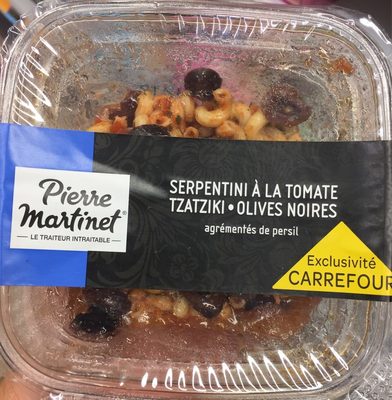 Pierre
Martinet®
LE TRAITEUR INTRAITABLE
SERPENTINI À LA TOMATE
TZATZIKI • OLIVES NOIRES
agrémentés de persil
Exclusivité
CARREFOUR